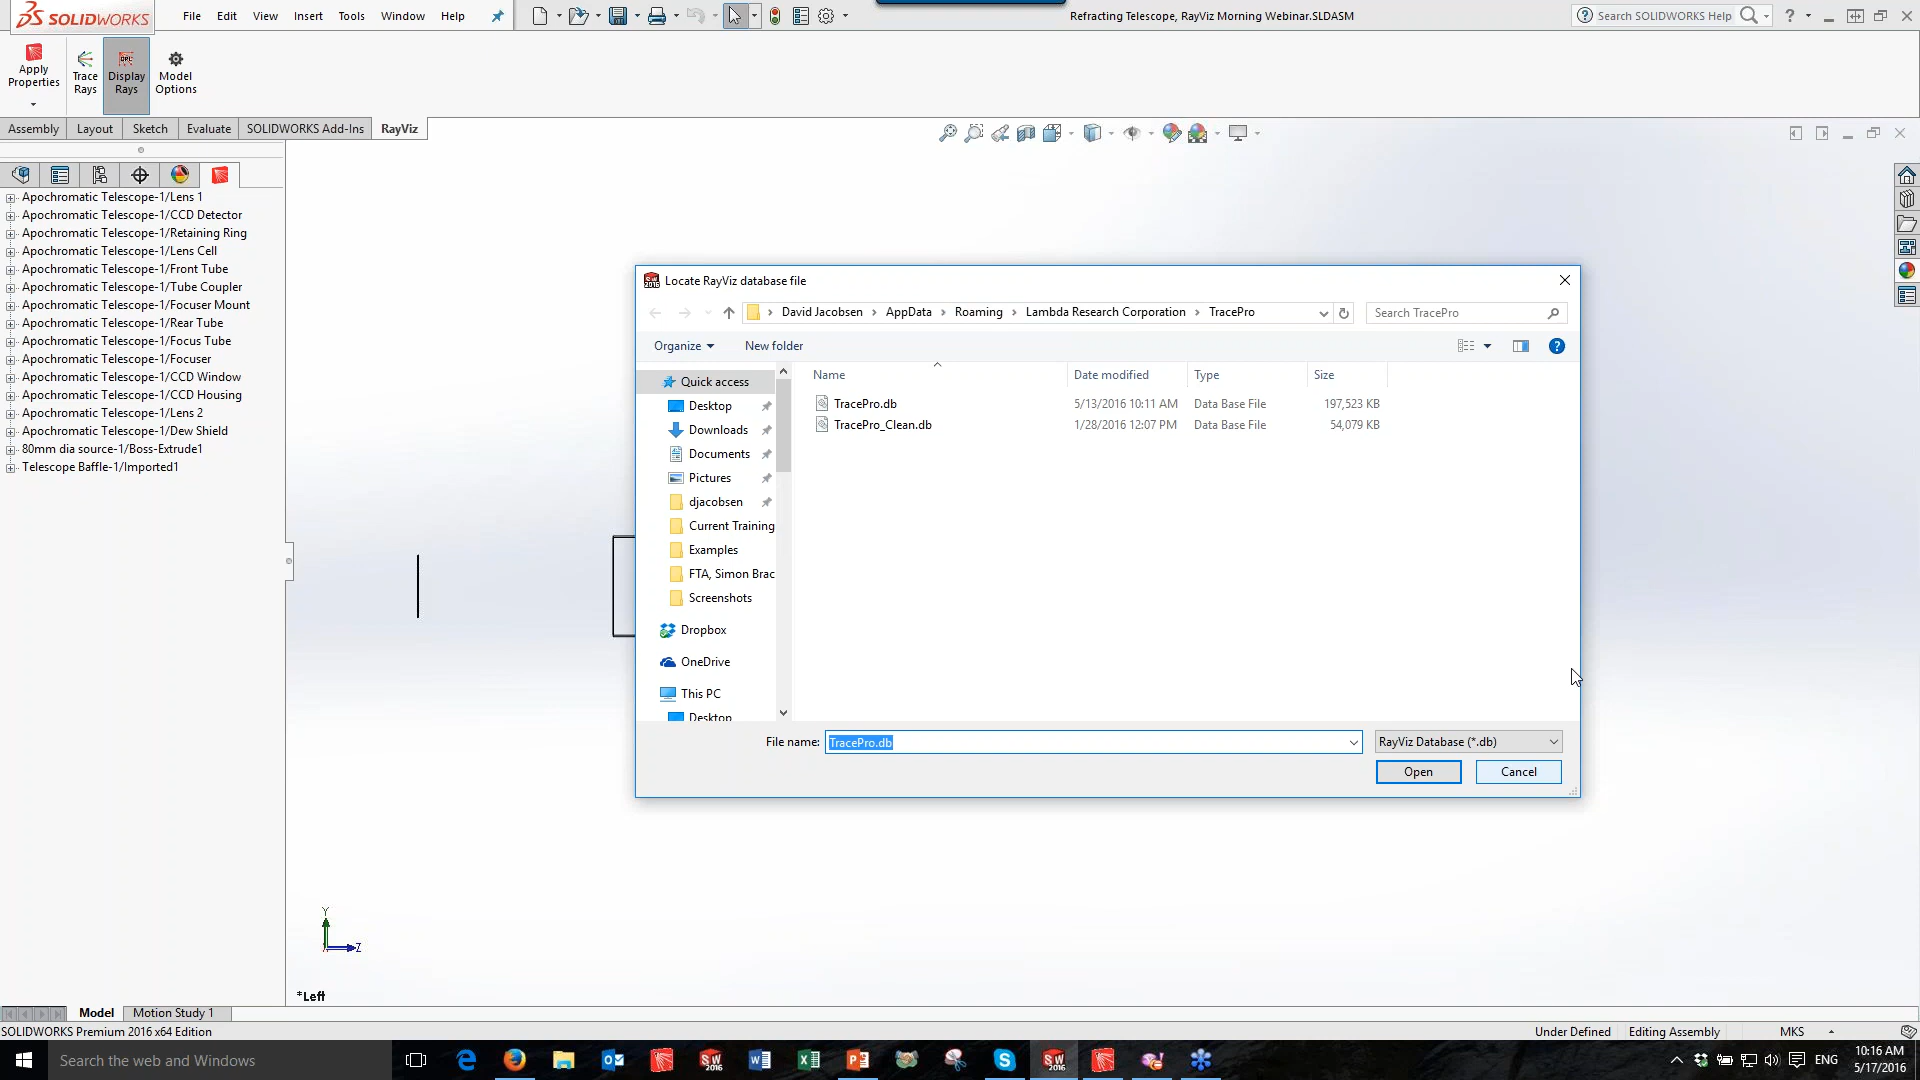 SOLIDWORKS
File Edit View Insert Tools Window Help
Refracting Telescope, RayViz Morning Webinar.SLDASM
Search SOLIDWORKS Help
Apply Properties
Trace Rays
Display Rays
Model Options
Assembly Layout Sketch Evaluate SOLIDWORKS Add-Ins RayViz
Apochromatic Telescope-1/Lens 1
Apochromatic Telescope-1/CCD Detector
Apochromatic Telescope-1/Retaining Ring
Apochromatic Telescope-1/Lens Cell
Apochromatic Telescope-1/Front Tube
Apochromatic Telescope-1/Tube Coupler
Apochromatic Telescope-1/Focuser Mount
Apochromatic Telescope-1/Rear Tube
Apochromatic Telescope-1/Focus Tube
Apochromatic Telescope-1/Focuser
Apochromatic Telescope-1/CCD Window
Apochromatic Telescope-1/CCD Housing
Apochromatic Telescope-1/Lens 2
Apochromatic Telescope-1/Dew Shield
80mm dia source-1/Boss-Extrude1
Telescope Baffle-1/Imported1
Locate RayViz database file
David Jacobsen > AppData > Roaming > Lambda Research Corporation > TracePro
Search TracePro
Organize New folder
Name Date modified Type Size
TracePro.db 5/13/2016 10:11 AM Data Base File 197,523 KB
TracePro_Clean.db 1/28/2016 12:07 PM Data Base File 54,079 KB
Quick access
Desktop
Downloads
Documents
Pictures
djacobsen
Current Training
Examples
FTA, Simon Brac
Screenshots
Dropbox
OneDrive
This PC
Desktop
File name: TracePro.db RayViz Database (*.db)
Open Cancel
Y
Z
*Left
Model Motion Study 1
SOLIDWORKS Premium 2016 x64 Edition
Under Defined Editing Assembly MKS
Search the web and Windows
ENG
10:16 AM
5/17/2016